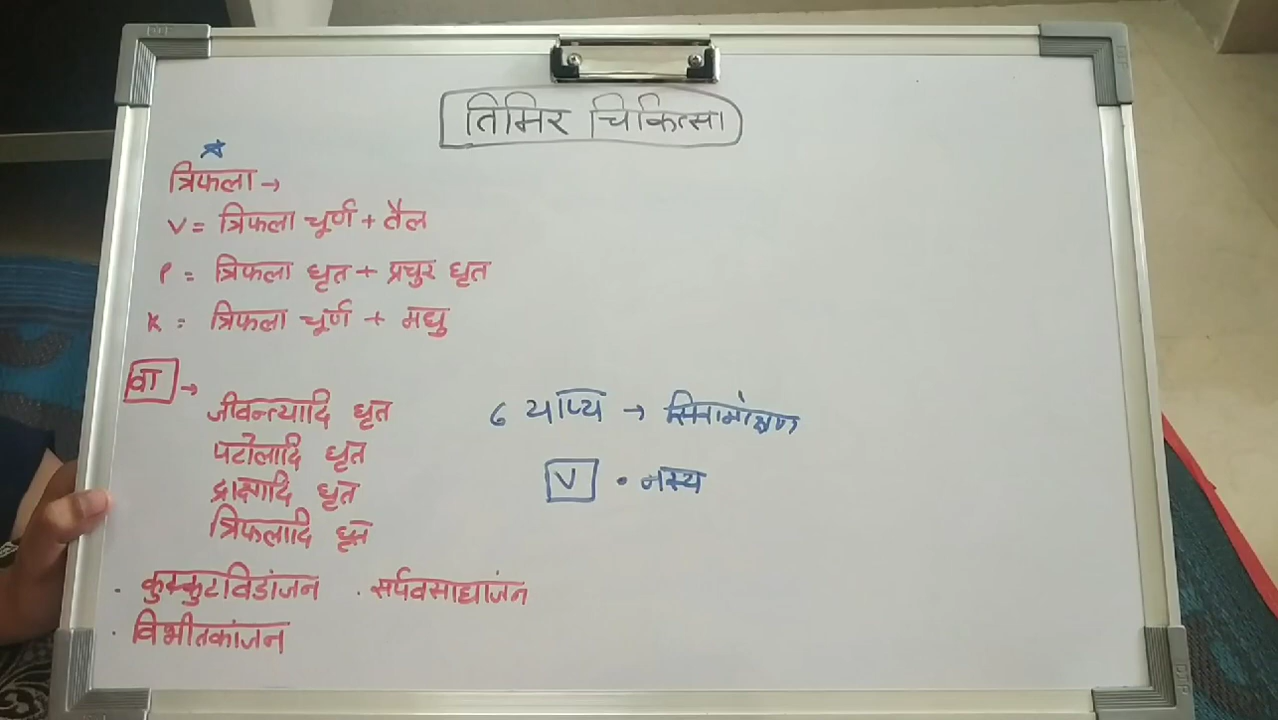 तिमिर चिकित्सा
त्रिफला →
V = त्रिफला चूर्ण + तैल
P = त्रिफला घृत + प्रचुर घृत
K = त्रिफला चूर्ण + मधु
वा →
जीवन्त्यादि घृत
पटोलादि घृत
द्राक्षादि घृत
त्रिफलादि घृत
6 याप्य → सिरामोक्षण
V • नस्य
· कुक्कुटविडांजन · सर्पवसाद्यांजन
· विभीतकांजन